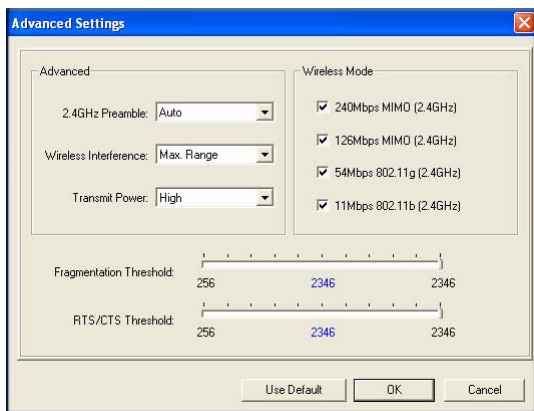 Advanced Settings
Advanced
2.4GHz Preamble: Auto
Wireless Interference: Max. Range
Transmit Power: High
Wireless Mode
240Mbps MIMO (2.4GHz)
126Mbps MIMO (2.4GHz)
54Mbps 802.11g (2.4GHz)
11Mbps 802.11b (2.4GHz)
Fragmentation Threshold:
256 2346 2346
RTS/CTS Threshold:
256 2346 2346
Use Default OK Cancel